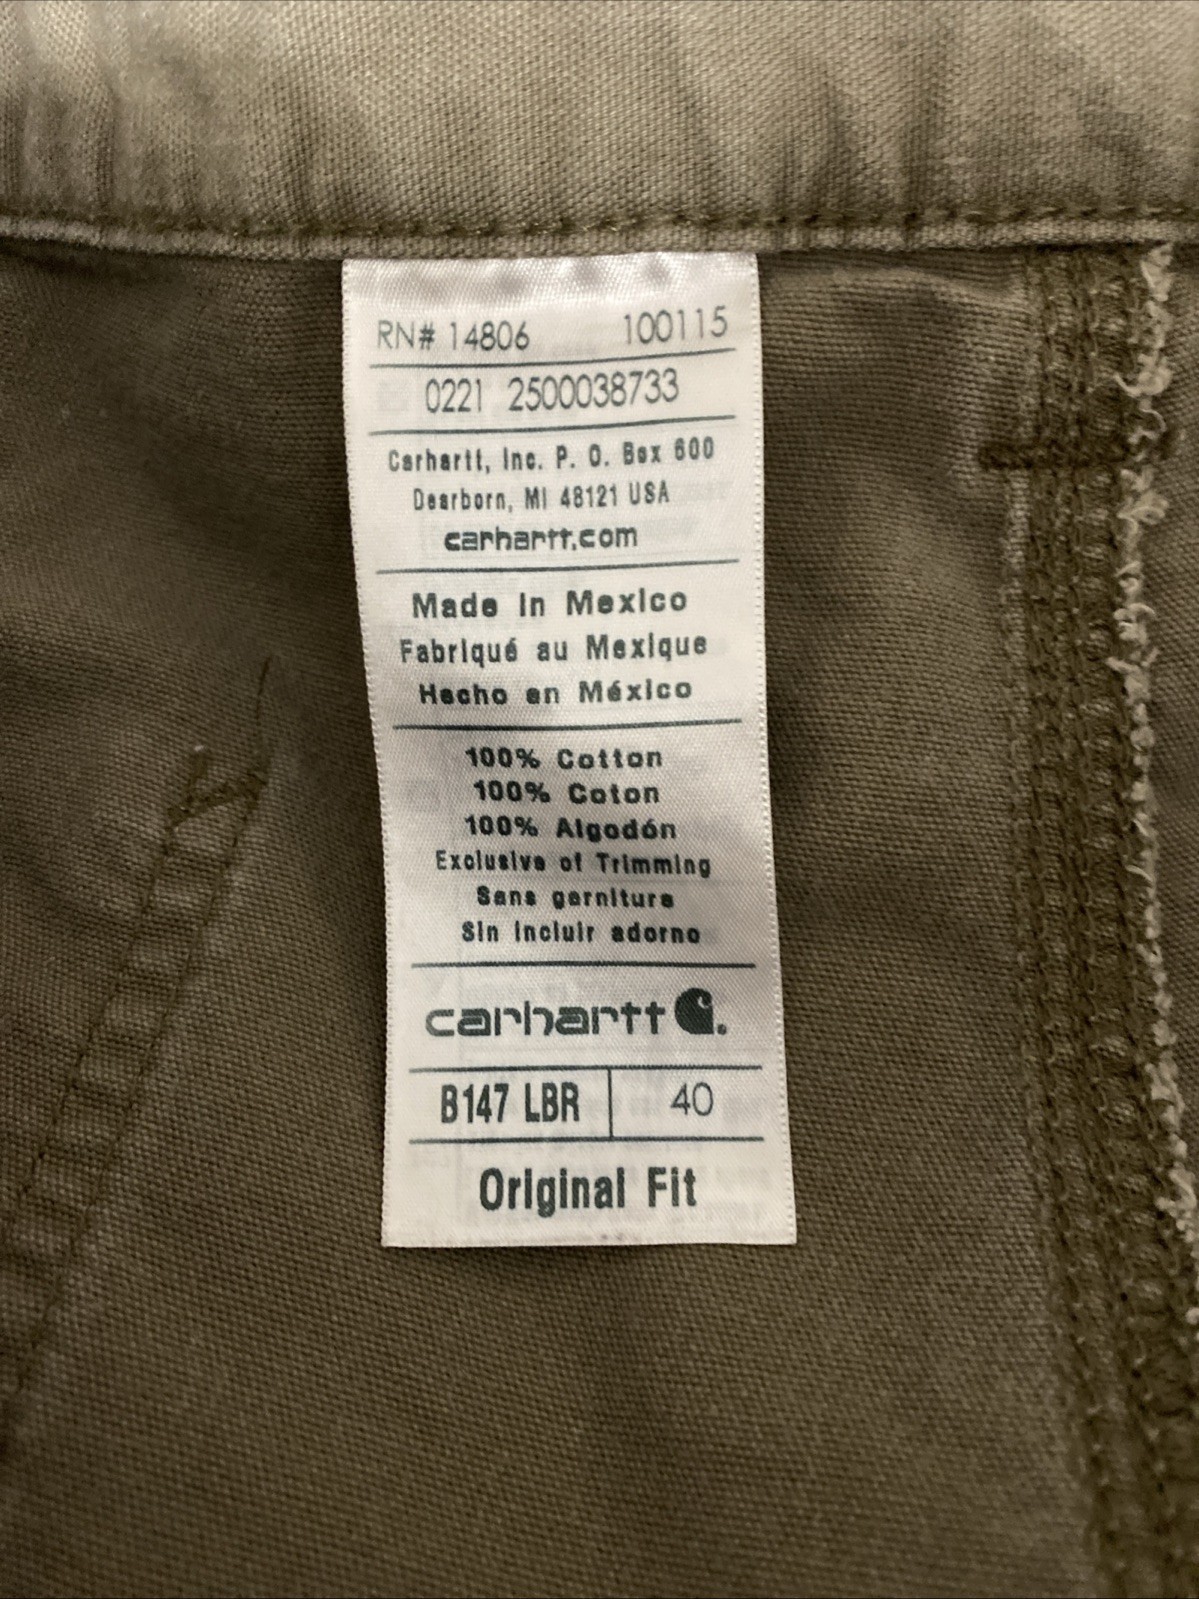 RN# 14806 100115
0221 2500038733
Carhartt, Inc. P. O. Box 600
Dearborn, MI 48121 USA
carhartt.com
Made in Mexico
Fabriqué au Mexique
Hecho en México
100% Cotton
100% Coton
100% Algodón
Exclusive of Trimming
Sans garniture
Sin incluir adorno
carhartt
B147 LBR 40
Original Fit